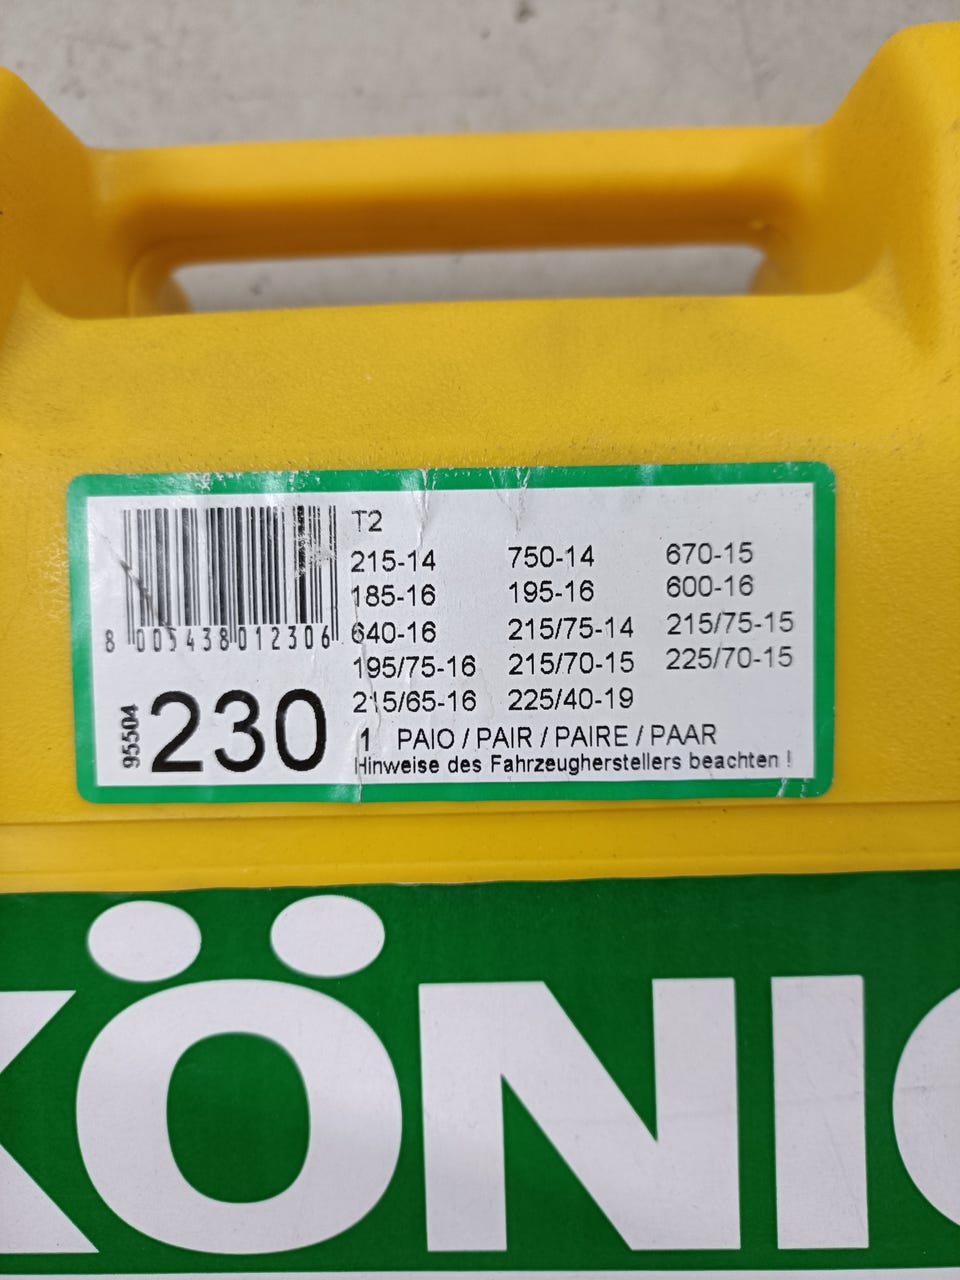 T2
215-14 750-14 670-15
185-16 195-16 600-16
640-16 215/75-14 215/75-15
195/75-16 215/70-15 225/70-15
215/65-16 225/40-19
1 PAIO / PAIR / PAIRE / PAAR
Hinweise des Fahrzeugherstellers beachten !
8 005438 012306
95504
230
KÖNIG